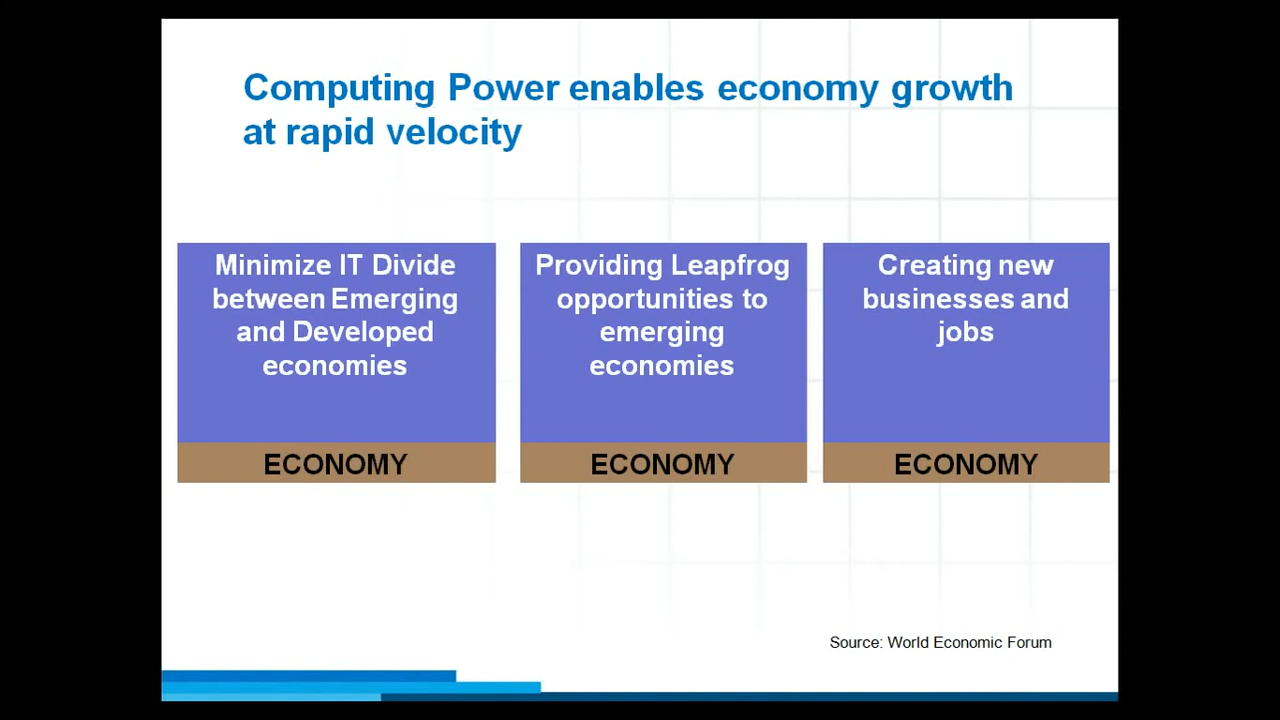 Computing Power enables economy growth
at rapid velocity
Minimize IT Divide
between Emerging
and Developed
economies
ECONOMY
Providing Leapfrog
opportunities to
emerging
economies
ECONOMY
Creating new
businesses and
jobs
ECONOMY
Source: World Economic Forum